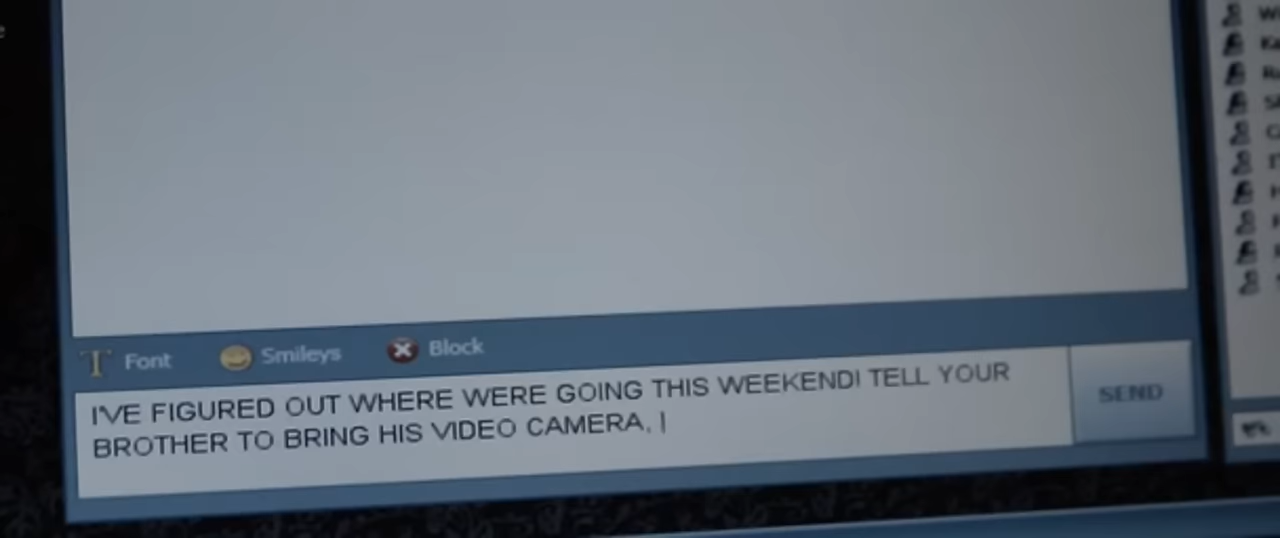 Font Smileys Block
I'VE FIGURED OUT WHERE WERE GOING THIS WEEKEND! TELL YOUR
BROTHER TO BRING HIS VIDEO CAMERA,
SEND